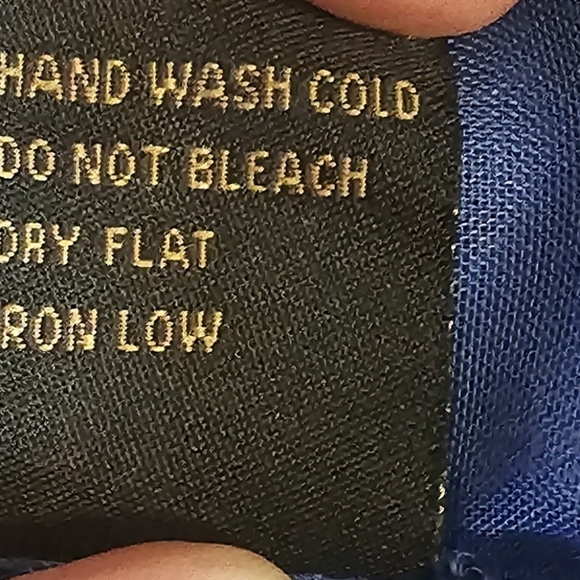 HAND WASH COLD
DO NOT BLEACH
DRY FLAT
RON LOW